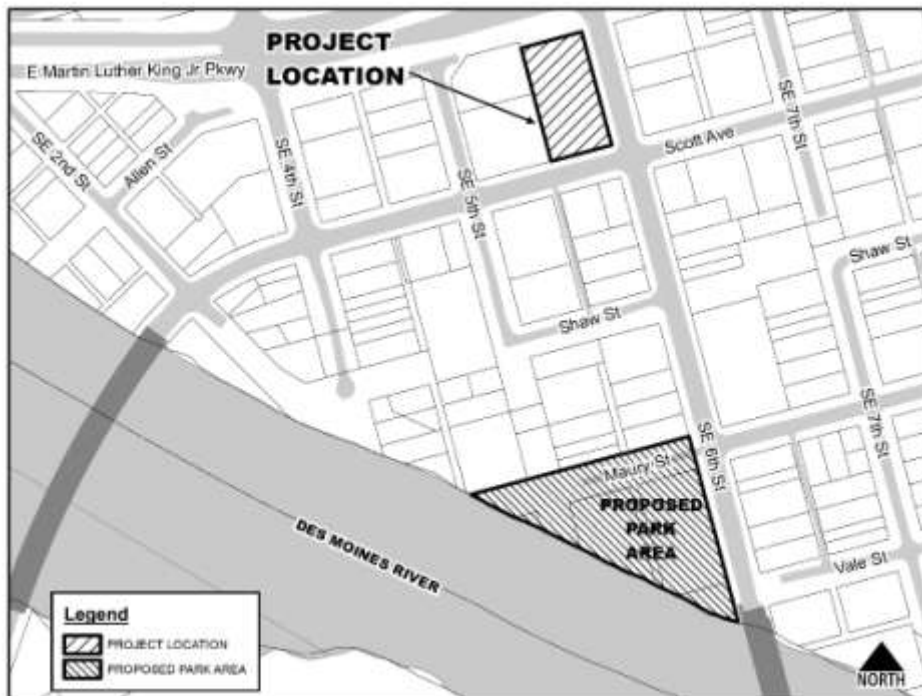 PROJECT
LOCATION
E Martin Luther King Jr Pkwy
SE 2nd St
Allen St
SE 4th St
SE 5th St
SE 7th St
Scott Ave
Shaw St
Shaw St
SE 6th St
SE 7th St
Maury St
PROPOSED
PARK
AREA
Vale St
DES MOINES RIVER
Legend
PROJECT LOCATION
PROPOSED PARK AREA
NORTH